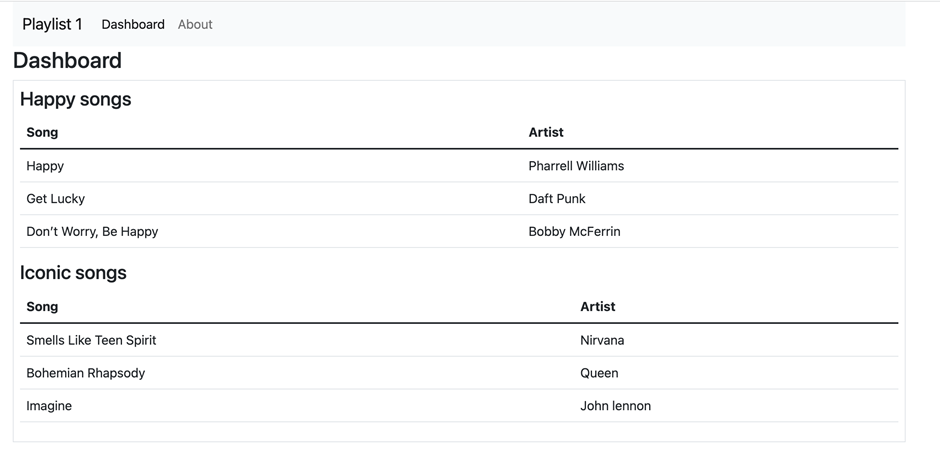 Playlist 1 Dashboard About
Dashboard
Happy songs
Song Artist
Happy Pharrell Williams
Get Lucky Daft Punk
Don't Worry, Be Happy Bobby McFerrin
Iconic songs
Song Artist
Smells Like Teen Spirit Nirvana
Bohemian Rhapsody Queen
Imagine John lennon